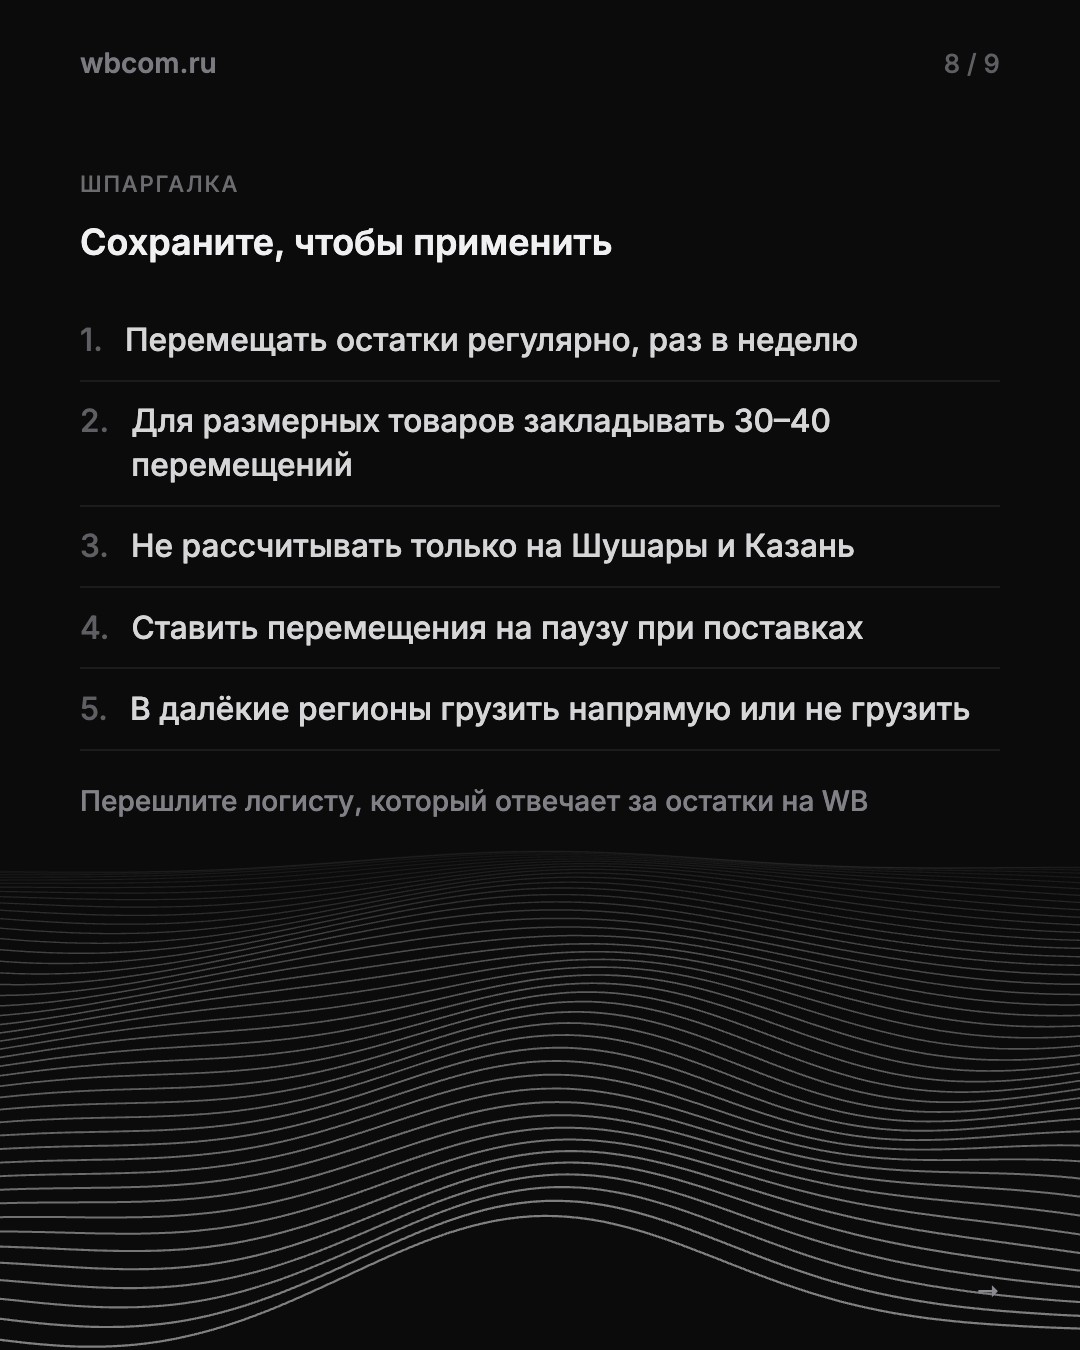 wbcom.ru
8 / 9
ШПАРГАЛКА
Сохраните, чтобы применить
1. Перемещать остатки регулярно, раз в неделю
2. Для размерных товаров закладывать 30–40
перемещений
3. Не рассчитывать только на Шушары и Казань
4. Ставить перемещения на паузу при поставках
5. В далёкие регионы грузить напрямую или не грузить
Перешлите логисту, который отвечает за остатки на WB
→